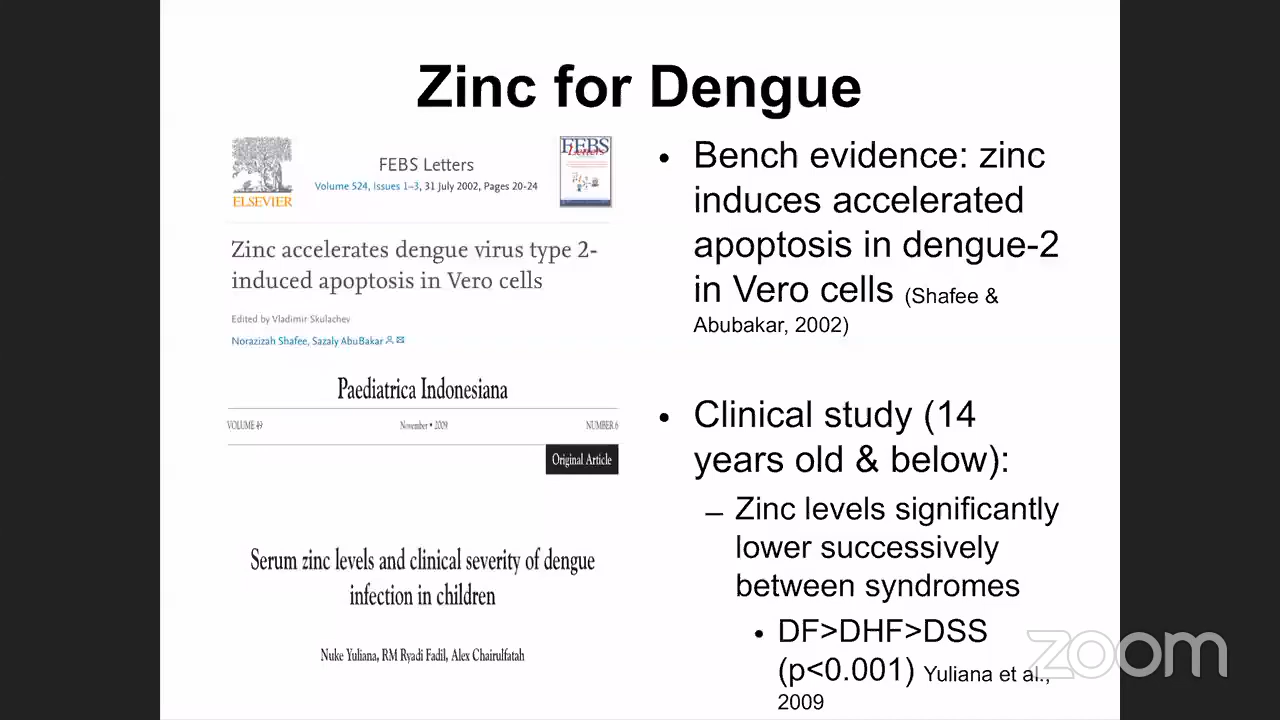 Zinc for Dengue
ELSEVIER
FEBS Letters
Volume 524, Issues 1–3, 31 July 2002, Pages 20-24
FEBS
Letters
Zinc accelerates dengue virus type 2-
induced apoptosis in Vero cells
Edited by Vladimir Skulachev
Norazizah Shafee, Sazaly AbuBakar
Paediatrica Indonesiana
VOLUME 49 November • 2009 NUMBER 6
Original Article
Serum zinc levels and clinical severity of dengue
infection in children
Nuke Yuliana, RM Ryadi Fadil, Alex Chairulfatah
• Bench evidence: zinc
induces accelerated
apoptosis in dengue-2
in Vero cells (Shafee &
Abubakar, 2002)
• Clinical study (14
years old & below):
– Zinc levels significantly
lower successively
between syndromes
• DF>DHF>DSS
(p<0.001) Yuliana et al.,
2009
zoom